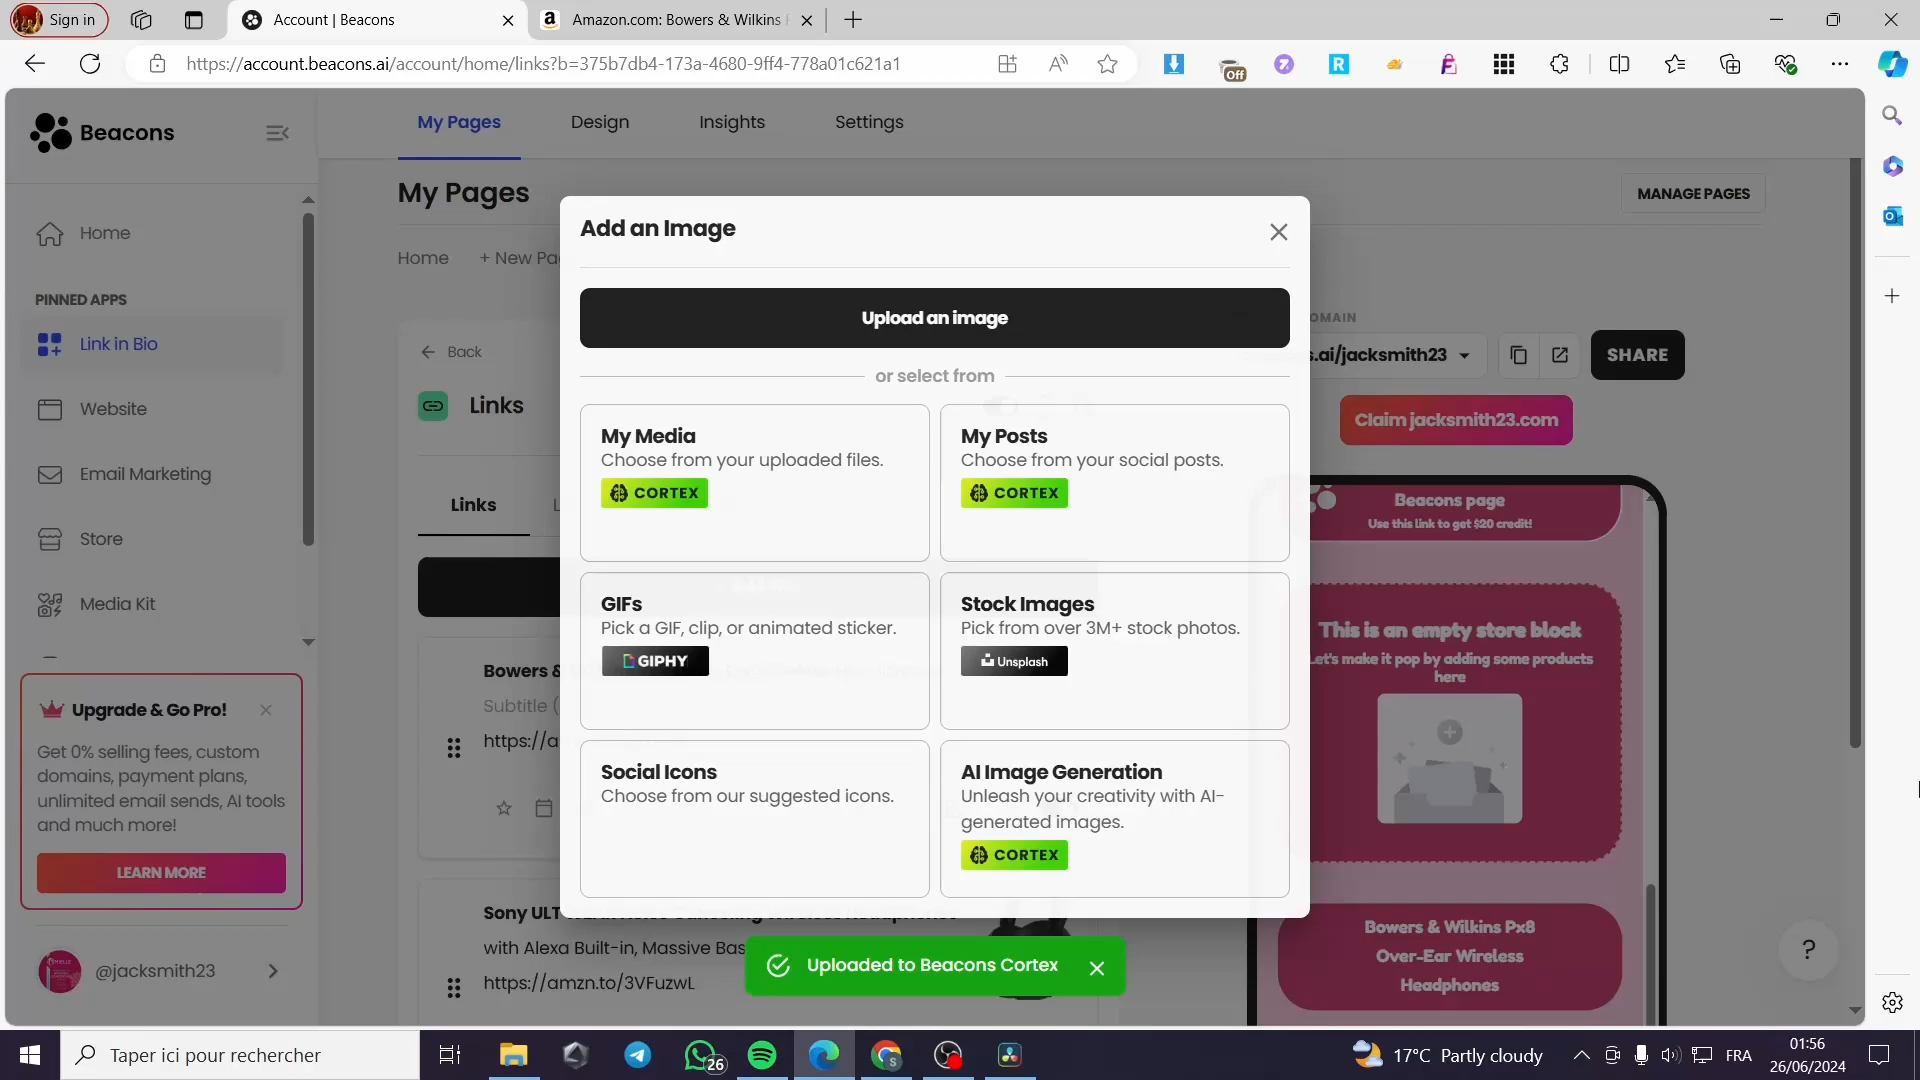 Sign in
Account | Beacons
Amazon.com: Bowers & Wilkins
https://account.beacons.ai/account/home/links?b=375b7db4-173a-4680-9ff4-778a01c621a1
Off
Beacons
My Pages
Design
Insights
Settings
My Pages
MANAGE PAGES
Home
Home
+ New Pa
PINNED APPS
Link in Bio
Website
Email Marketing
Store
Media Kit
Upgrade & Go Pro!
Get 0% selling fees, custom
domains, payment plans,
unlimited email sends, AI tools
and much more!
LEARN MORE
@jacksmith23
Back
Links
Links
Bowers &
Subtitle (
https://a
Sony ULT
with Alexa Built-in, Massive Bas
https://amzn.to/3VFuzwL
Add an Image
Upload an image
or select from
My Media
Choose from your uploaded files.
CORTEX
My Posts
Choose from your social posts.
CORTEX
GIFs
Pick a GIF, clip, or animated sticker.
GIPHY
Stock Images
Pick from over 3M+ stock photos.
Unsplash
Social Icons
Choose from our suggested icons.
AI Image Generation
Unleash your creativity with AI-
generated images.
CORTEX
Uploaded to Beacons Cortex
OMAIN
s.ai/jacksmith23
SHARE
Claim jacksmith23.com
Beacons page
Use this link to get $20 credit!
This is an empty store block
Let's make it pop by adding some products
here
Bowers & Wilkins Px8
Over-Ear Wireless
Headphones
?
Taper ici pour rechercher
26
17°C Partly cloudy
FRA
01:56
26/06/2024